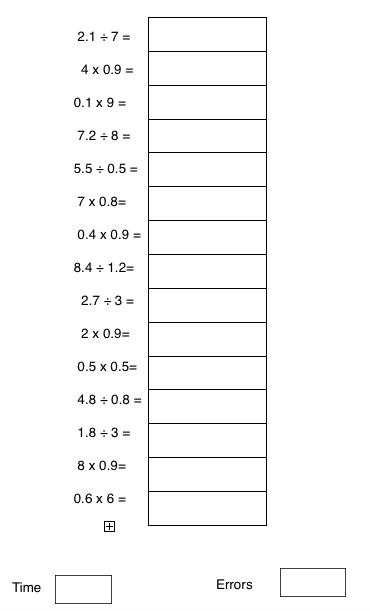 2.1 ÷ 7 =
4 x 0.9 =
0.1 x 9 =
7.2 ÷ 8 =
5.5 ÷ 0.5 =
7 x 0.8=
0.4 x 0.9 =
8.4 ÷ 1.2=
2.7 ÷ 3 =
2 x 0.9=
0.5 x 0.5=
4.8 ÷ 0.8 =
1.8 ÷ 3 =
8 x 0.9=
0.6 x 6 =
Time
Errors